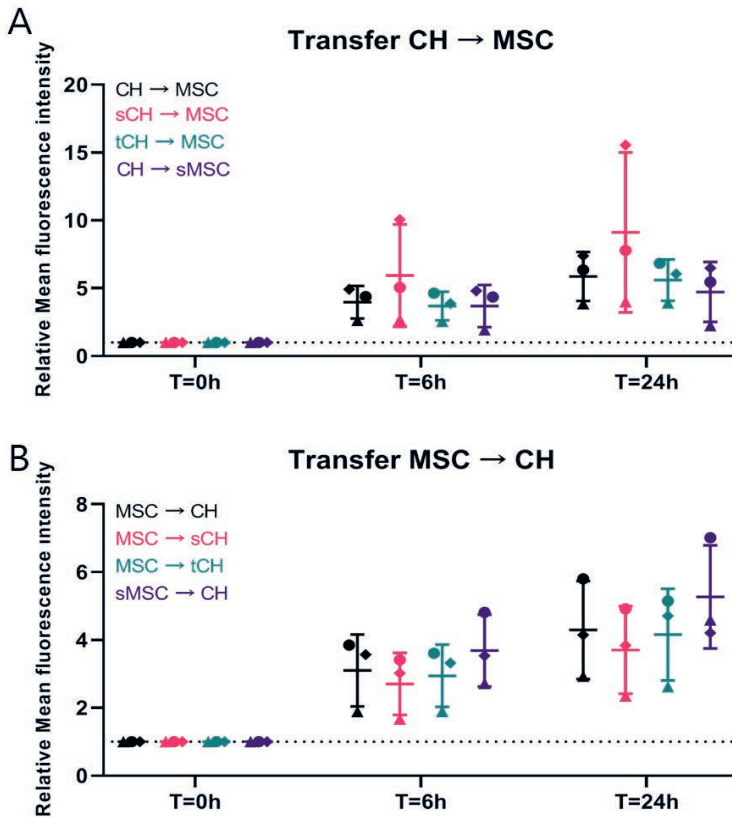 A
Transfer CH → MSC
Relative Mean fluorescence intensity
20
15
10
5
0
CH → MSC
sCH → MSC
tCH → MSC
CH → sMSC
T=0h
T=6h
T=24h
B
Transfer MSC → CH
Relative Mean fluorescence intensity
8
6
4
2
0
MSC → CH
MSC → sCH
MSC → tCH
sMSC → CH
T=0h
T=6h
T=24h